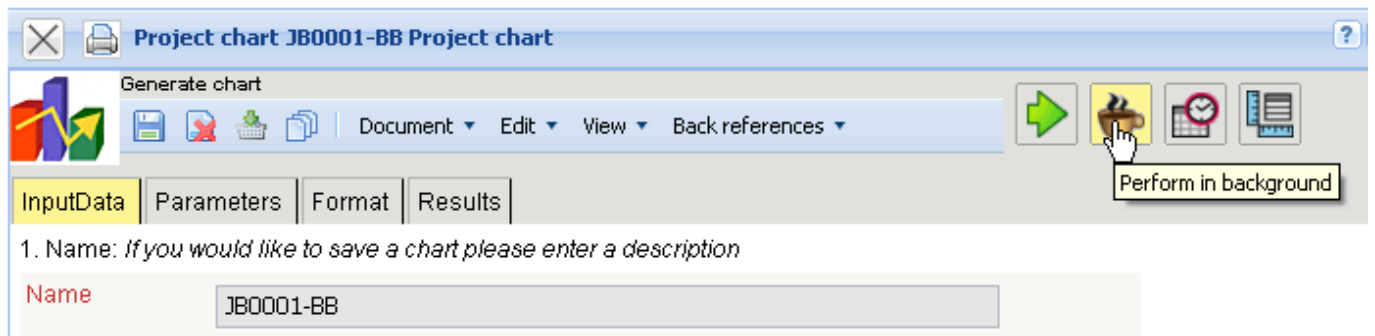 Project chart JB0001-BB Project chart
?
Generate chart
Document Edit View Back references
Perform in background
InputData Parameters Format Results
1. Name: If you would like to save a chart please enter a description
Name
JB0001-BB